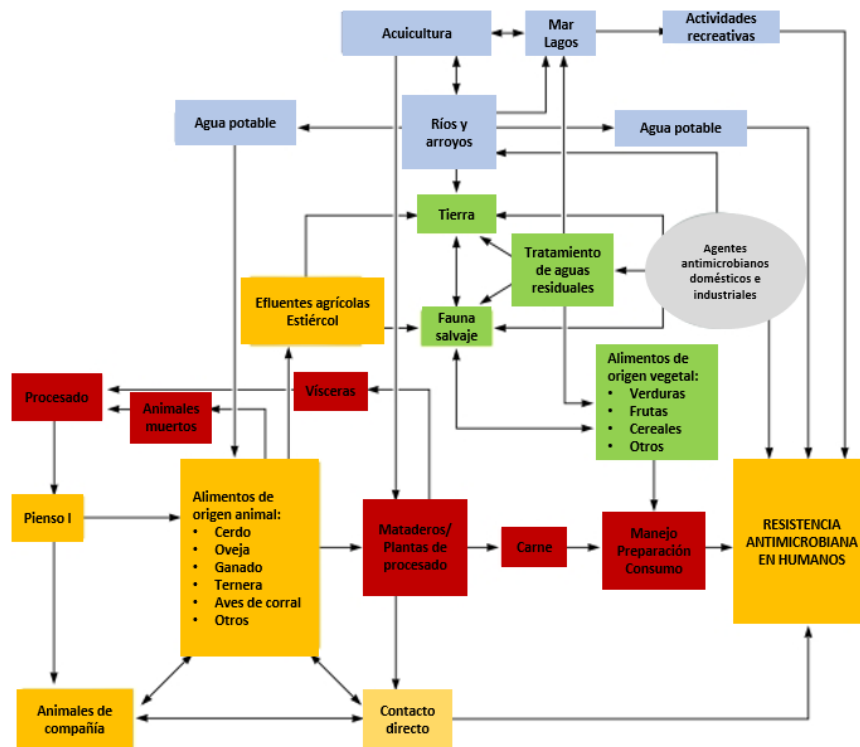 Acuicultura
Mar
Lagos
Actividades
recreativas
Agua potable
Ríos y
arroyos
Agua potable
Tierra
Tratamiento
de aguas
residuales
Agentes
antimicrobianos
domésticos e
industriales
Efluentes agrícolas
Estiércol
Fauna
salvaje
Alimentos de
origen vegetal:
• Verduras
• Frutas
• Cereales
• Otros
Procesado
Animales
muertos
Vísceras
Pienso I
Alimentos de
origen animal:
• Cerdo
• Oveja
• Ganado
• Ternera
• Aves de corral
• Otros
Mataderos/
Plantas de
procesado
Carne
Manejo
Preparación
Consumo
RESISTENCIA
ANTIMICROBIANA
EN HUMANOS
Animales de
compañía
Contacto
directo